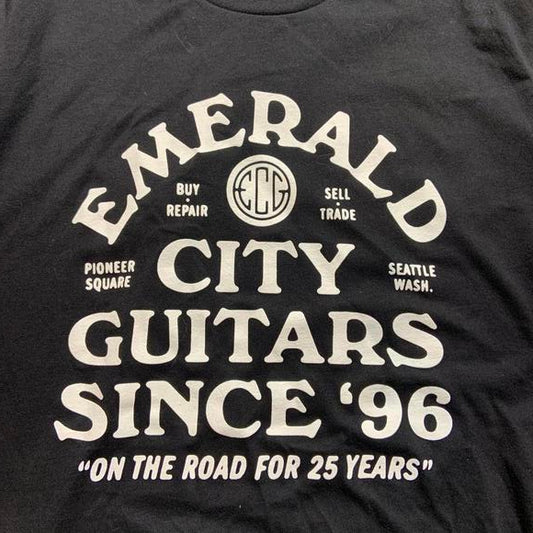 EMERALD
BUY • REPAIR
ECG
SELL • TRADE
PIONEER SQUARE
CITY
SEATTLE WASH.
GUITARS
SINCE '96
"ON THE ROAD FOR 25 YEARS"